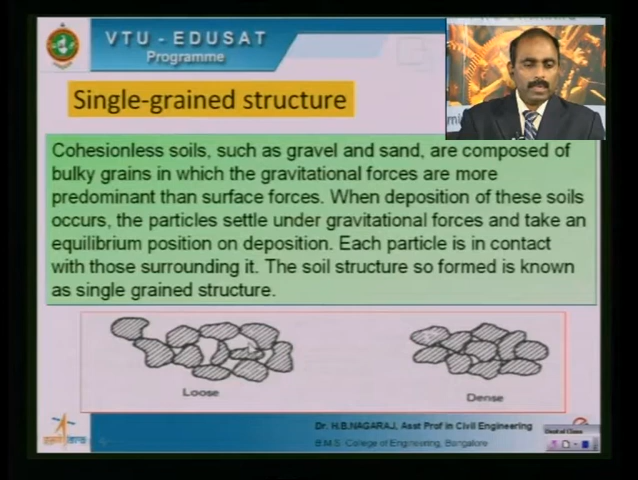 VTU - EDUSAT
Programme
Single-grained structure
Cohesionless soils, such as gravel and sand, are composed of
bulky grains in which the gravitational forces are more
predominant than surface forces. When deposition of these soils
occurs, the particles settle under gravitational forces and take an
equilibrium position on deposition. Each particle is in contact
with those surrounding it. The soil structure so formed is known
as single grained structure.
Loose
Dense
Dr. H.B.NAGARAJ, Asst Prof in Civil Engineering
B.M.S. College of Engineering, Bangalore